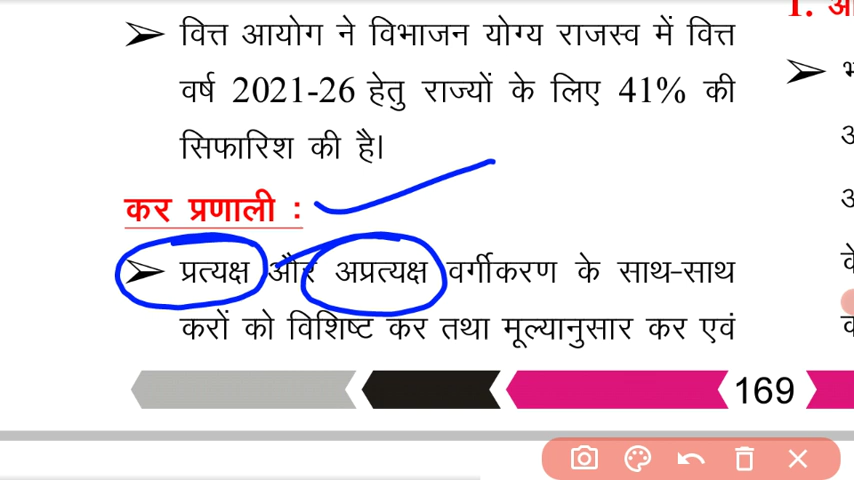 वित्त आयोग ने विभाजन योग्य राजस्व में वित्त
वर्ष 2021-26 हेतु राज्यों के लिए 41% की
सिफारिश की है।
कर प्रणाली :
प्रत्यक्ष और अप्रत्यक्ष वर्गीकरण के साथ-साथ
करों को विशिष्ट कर तथा मूल्यानुसार कर एवं
169
1.